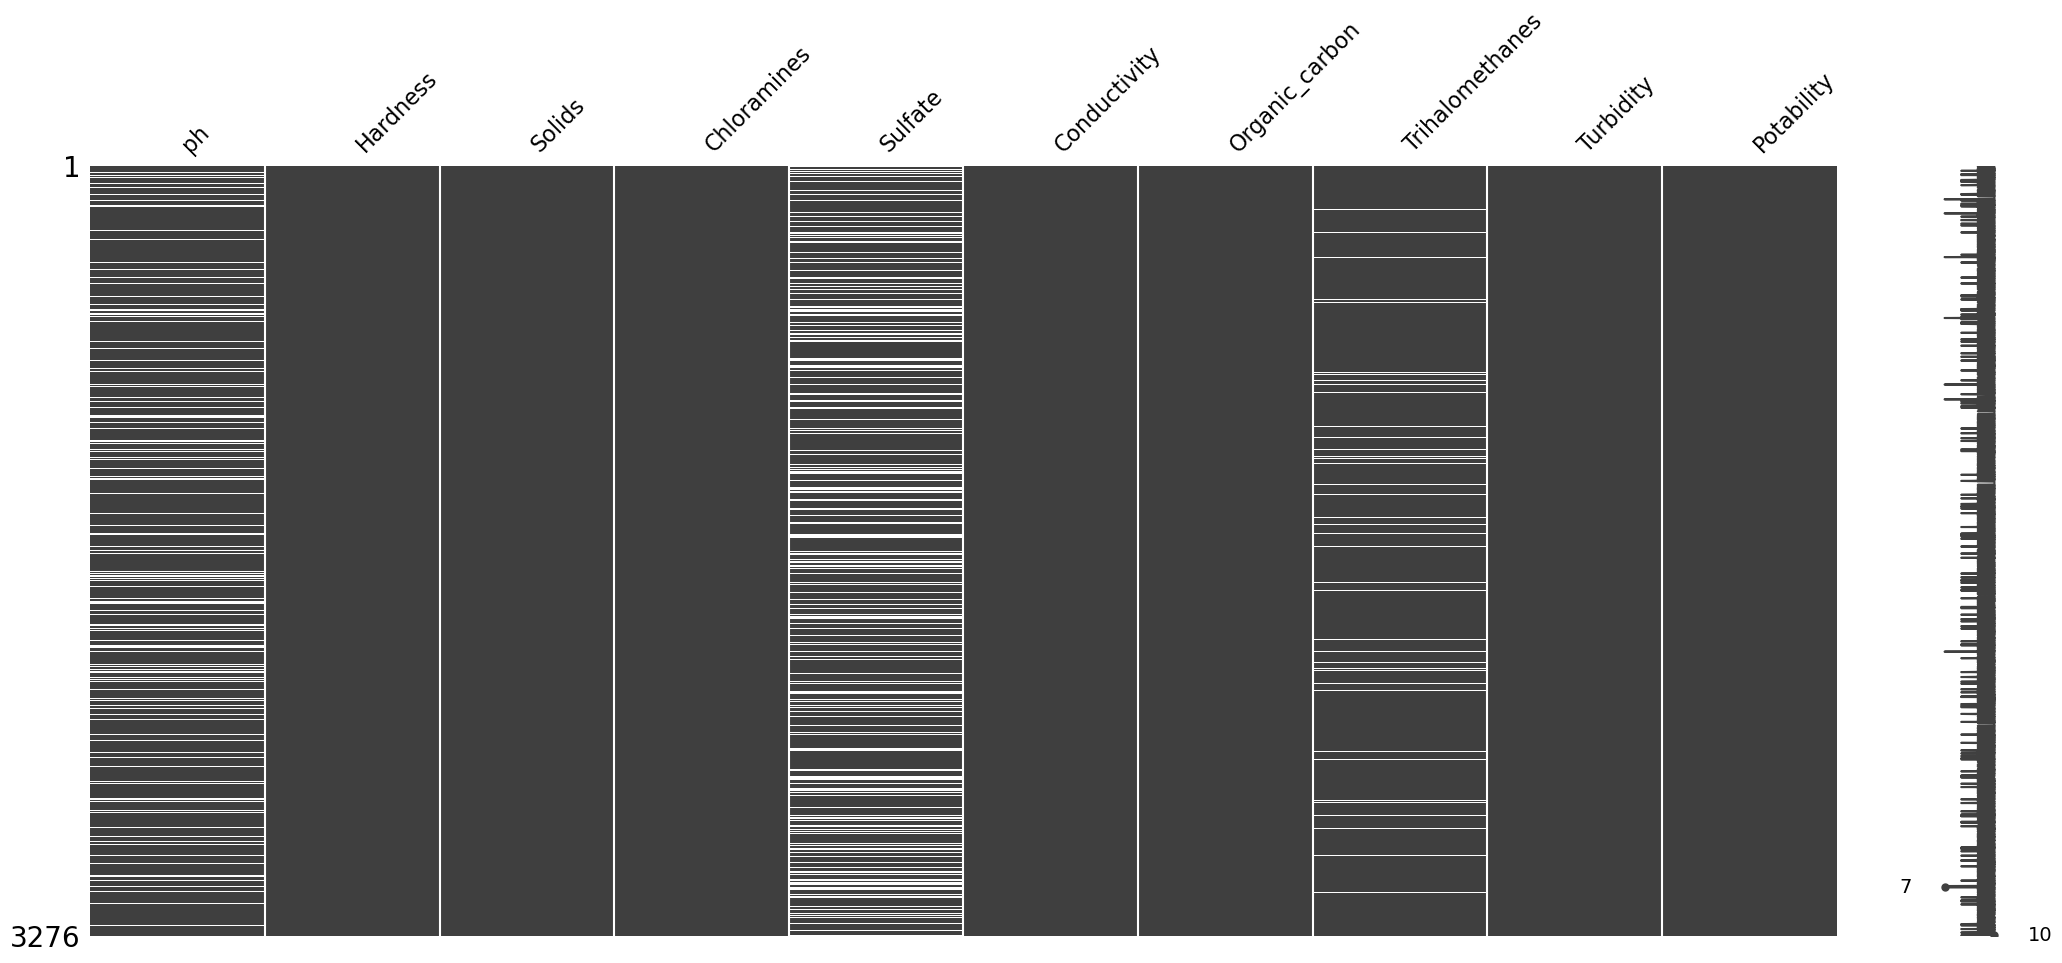 ph
Hardness
Solids
Chloramines
Sulfate
Conductivity
Organic_carbon
Trihalomethanes
Turbidity
Potability
1
3276
7
10